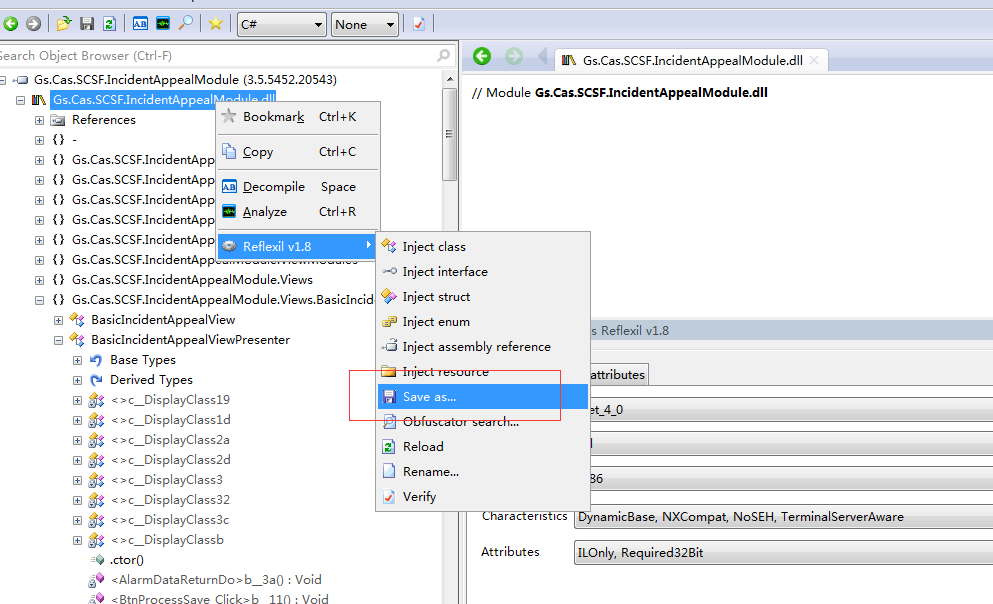 C#
None
Search Object Browser (Ctrl-F)
Gs.Cas.SCSF.IncidentAppealModule (3.5.5452.20543)
Gs.Cas.SCSF.IncidentAppealModule.dll
References
{} -
{} Gs.Cas.SCSF.IncidentApp
{} Gs.Cas.SCSF.IncidentApp
{} Gs.Cas.SCSF.IncidentApp
{} Gs.Cas.SCSF.IncidentApp
{} Gs.Cas.SCSF.IncidentApp
{} Gs.Cas.SCSF.IncidentAppealModule.ViewModels
{} Gs.Cas.SCSF.IncidentAppealModule.Views
{} Gs.Cas.SCSF.IncidentAppealModule.Views.BasicIncide
BasicIncidentAppealView
BasicIncidentAppealViewPresenter
Base Types
Derived Types
<>c__DisplayClass19
<>c__DisplayClass1d
<>c__DisplayClass2a
<>c__DisplayClass2d
<>c__DisplayClass3
<>c__DisplayClass32
<>c__DisplayClass3c
<>c__DisplayClassb
.ctor()
<AlarmDataReturnDo>b__3a() : Void
<BtnProcessSave_Click>b__11() : Void
Bookmark Ctrl+K
Copy Ctrl+C
Decompile Space
Analyze Ctrl+R
Reflexil v1.8
Inject class
Inject interface
Inject struct
Inject enum
Inject assembly reference
Inject resource
Save as...
Obfuscator search...
Reload
Rename...
Verify
Gs.Cas.SCSF.IncidentAppealModule.dll
// Module Gs.Cas.SCSF.IncidentAppealModule.dll
s Reflexil v1.8
attributes
et_4_0
86
Characteristics DynamicBase, NXCompat, NoSEH, TerminalServerAware
Attributes ILOnly, Required32Bit